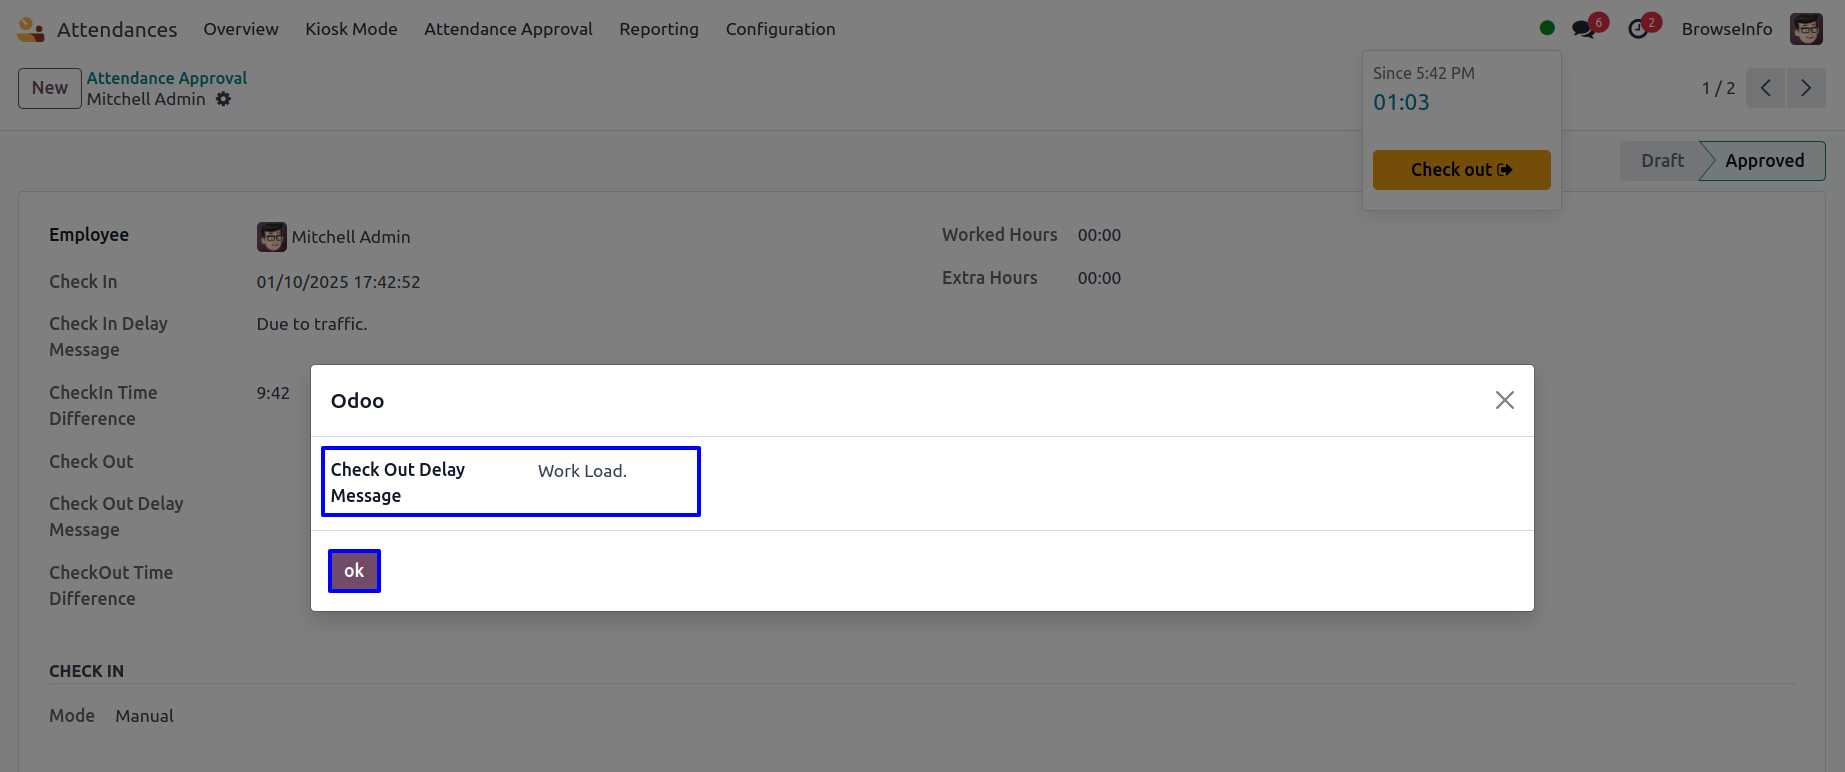 Attendances Overview Kiosk Mode Attendance Approval Reporting Configuration 6 2 BrowseInfo
New Attendance Approval
Mitchell Admin
1 / 2
Since 5:42 PM
01:03
Check out
Draft Approved
Employee Mitchell Admin
Worked Hours 00:00
Check In 01/10/2025 17:42:52
Extra Hours 00:00
Check In Delay
Message
Due to traffic.
CheckIn Time
Difference
9:42
Check Out
Check Out Delay
Message
CheckOut Time
Difference
Odoo
Check Out Delay
Message
Work Load.
ok
CHECK IN
Mode Manual